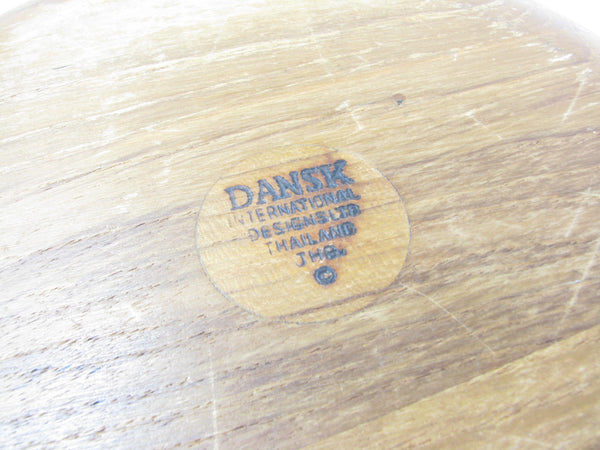 DANSK
INTERNATIONAL
DESIGNS LTD
THAILAND
JHQ.
©